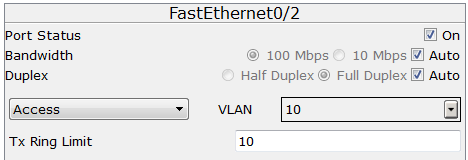 FastEthernet0/2
Port Status On
Bandwidth 100 Mbps 10 Mbps Auto
Duplex Half Duplex Full Duplex Auto
Access VLAN 10
Tx Ring Limit 10